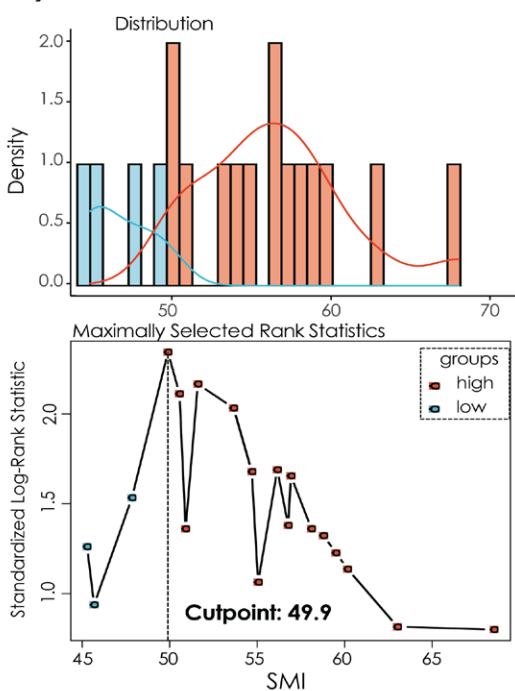 Distribution
Density
2.0
1.5
1.0
0.5
0.0
50 60 70
Maximally Selected Rank Statistics
Standardized Log-Rank Statistic
2.0
1.5
1.0
groups
high
low
Cutpoint: 49.9
45 50 55 60 65
SMI